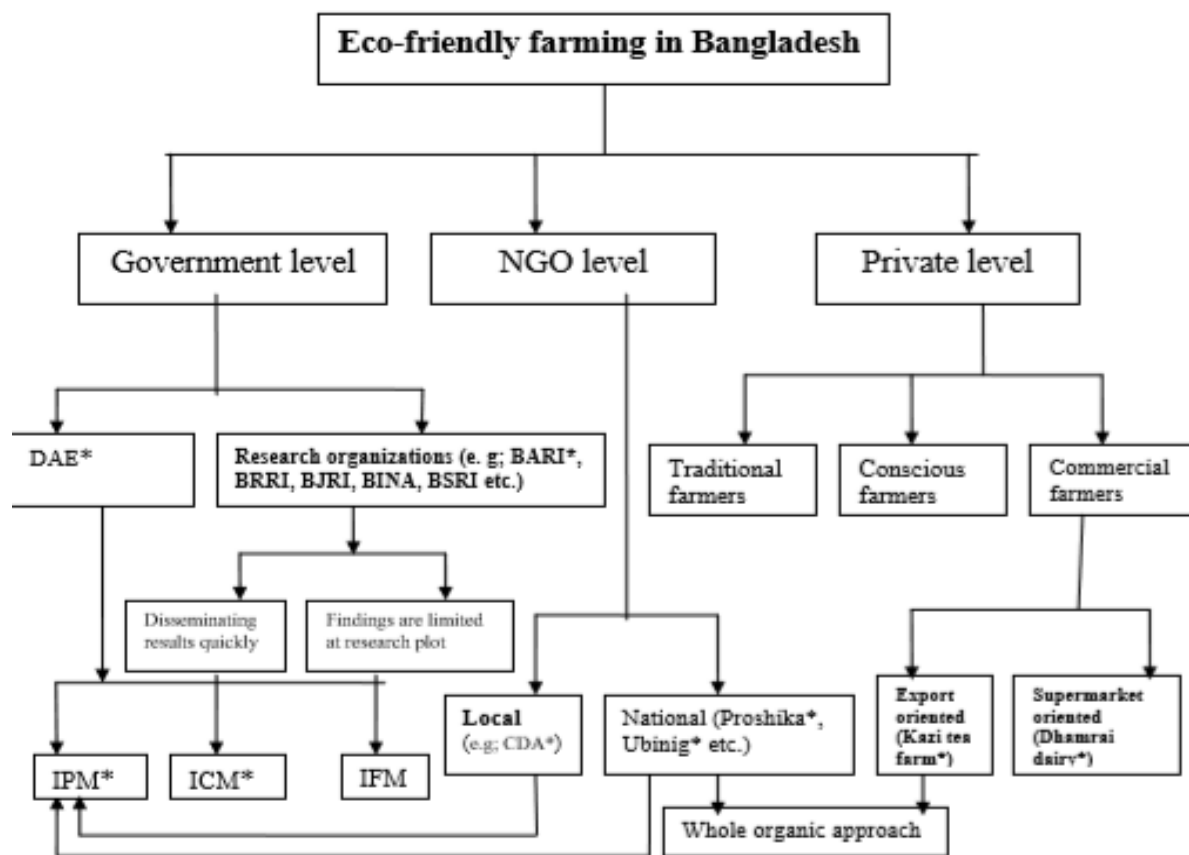 Eco-friendly farming in Bangladesh
Government level
NGO level
Private level
DAE*
Research organizations (e. g; BARI*,
BRRI, BJRI, BINA, BSRI etc.)
Traditional
farmers
Conscious
farmers
Commercial
farmers
Disseminating
results quickly
Findings are limited
at research plot
Local
(e.g; CDA*)
National (Proshika*,
Ubinig* etc.)
Export
oriented
(Kazi tea
farm*)
Supermarket
oriented
(Dhamrai
dairy*)
IPM*
ICM*
IFM
Whole organic approach